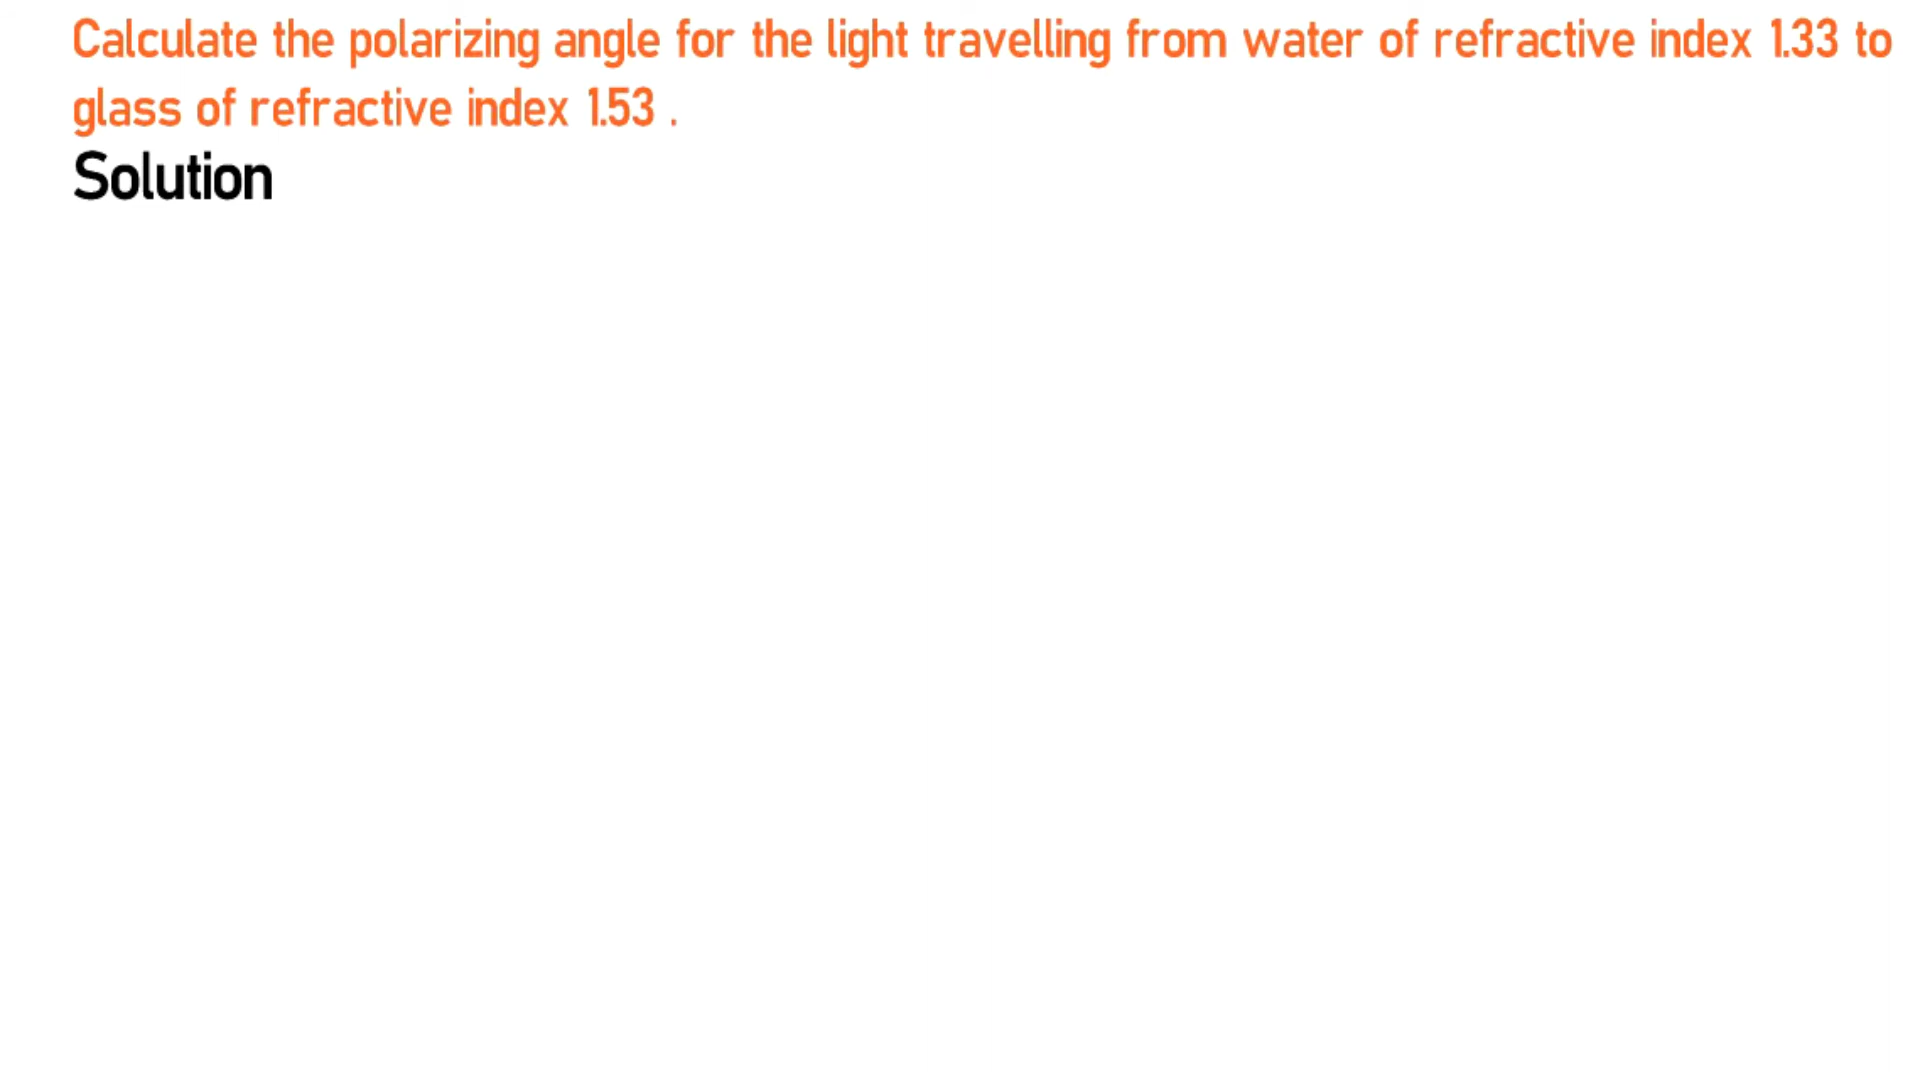 Calculate the polarizing angle for the light travelling from water of refractive index 1.33 to
glass of refractive index 1.53 .
Solution